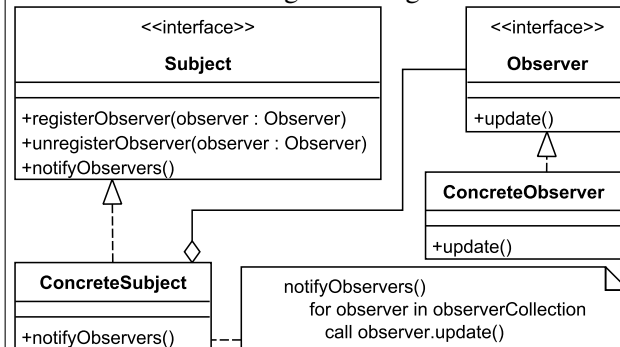 <<interface>>
Subject
+registerObserver(observer : Observer)
+unregisterObserver(observer : Observer)
+notifyObservers()
<<interface>>
Observer
+update()
ConcreteObserver
+update()
ConcreteSubject
+notifyObservers()
notifyObservers()
for observer in observerCollection
call observer.update()